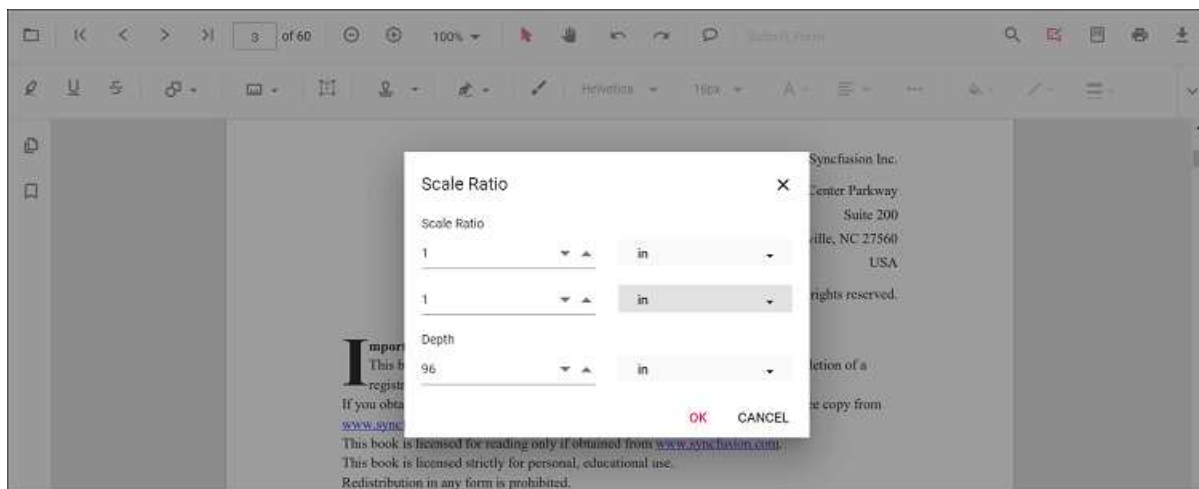 3 of 60 100% Submit Form
Helvetica 16px A
Syncfusion Inc.
Scale Ratio
Center Parkway
Suite 200
Scale Ratio
ville, NC 27560
1 in
USA
1 in
rights reserved.
Depth
mport
This b letion of a
96 in
registe
If you obta e copy from
OK CANCEL
www.sync
This book is licensed for reading only if obtained from www.syncfusion.com.
This book is licensed strictly for personal, educational use.
Redistribution in any form is prohibited.